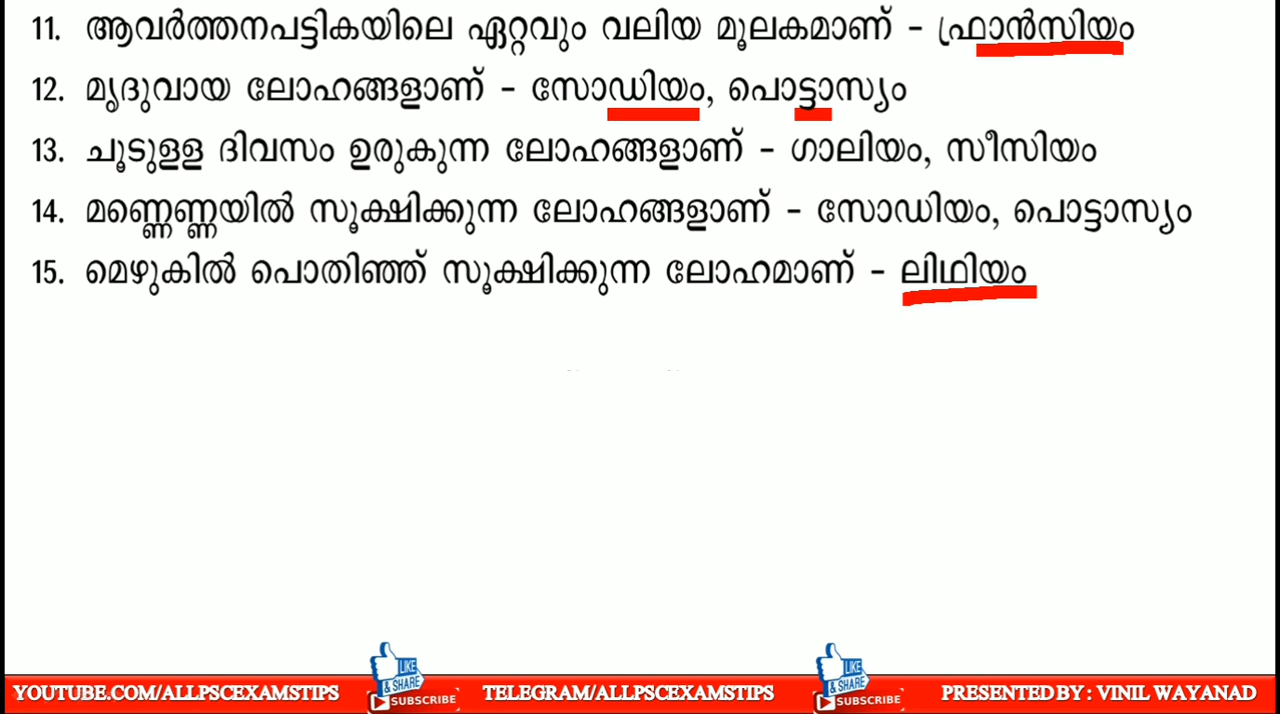 11. ആവർത്തനപട്ടികയിലെ ഏറ്റവും വലിയ മൂലകമാണ് - ഫ്രാൻസിയം
12. മൃദുവായ ലോഹങ്ങളാണ് - സോഡിയം, പൊട്ടാസ്യം
13. ചൂടുളള ദിവസം ഉരുകുന്ന ലോഹങ്ങളാണ് - ഗാലിയം, സീസിയം
14. മണ്ണെണ്ണയിൽ സൂക്ഷിക്കുന്ന ലോഹങ്ങളാണ് - സോഡിയം, പൊട്ടാസ്യം
15. മെഴുകിൽ പൊതിഞ്ഞ് സൂക്ഷിക്കുന്ന ലോഹമാണ് - ലിഥിയം
LIKE & SHARE
LIKE & SHARE
YOUTUBE.COM/ALLPSCEXAMSTIPS SUBSCRIBE TELEGRAM/ALLPSCEXAMSTIPS SUBSCRIBE PRESENTED BY : VINIL WAYANAD